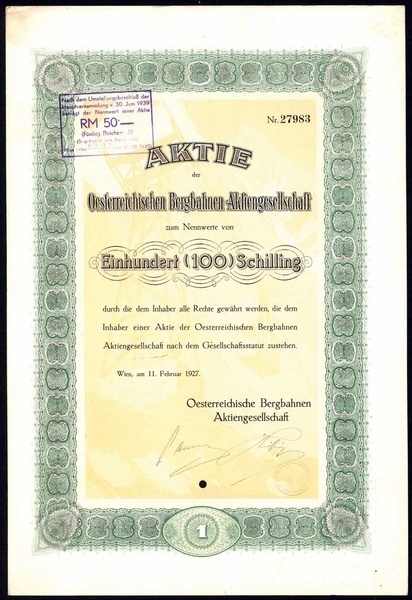 Nach dem Umstellungsbeschluß der
Hauptversammlung v. 30. Juni 1939
beträgt der Nennwert einer Aktie
RM 50·—
(Fünfzig Reichsm
Nr. 27983
AKTIE
der
Oesterreichischen Bergbahnen-Aktiengesellschaft
zum Nennwerte von
Einhundert (100) Schilling
durch die dem Inhaber alle Rechte gewährt werden, die dem
Inhaber einer Aktie der Oesterreichischen Bergbahnen
Aktiengesellschaft nach dem Gesellschaftsstatut zustehen.
Wien, am 11. Februar 1927.
Oesterreichische Bergbahnen
Aktiengesellschaft
1